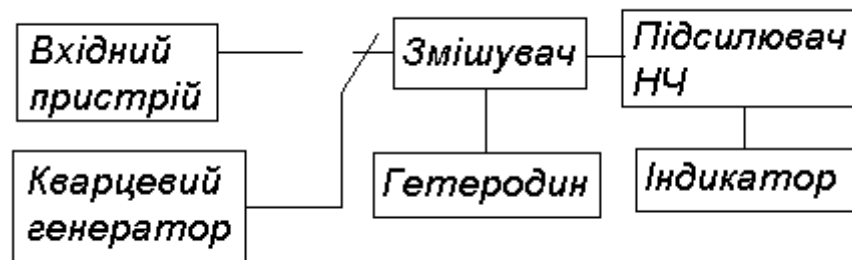 Вхідний
пристрій
Змішувач
Підсилювач
НЧ
Кварцевий
генератор
Гетеродин
Індикатор